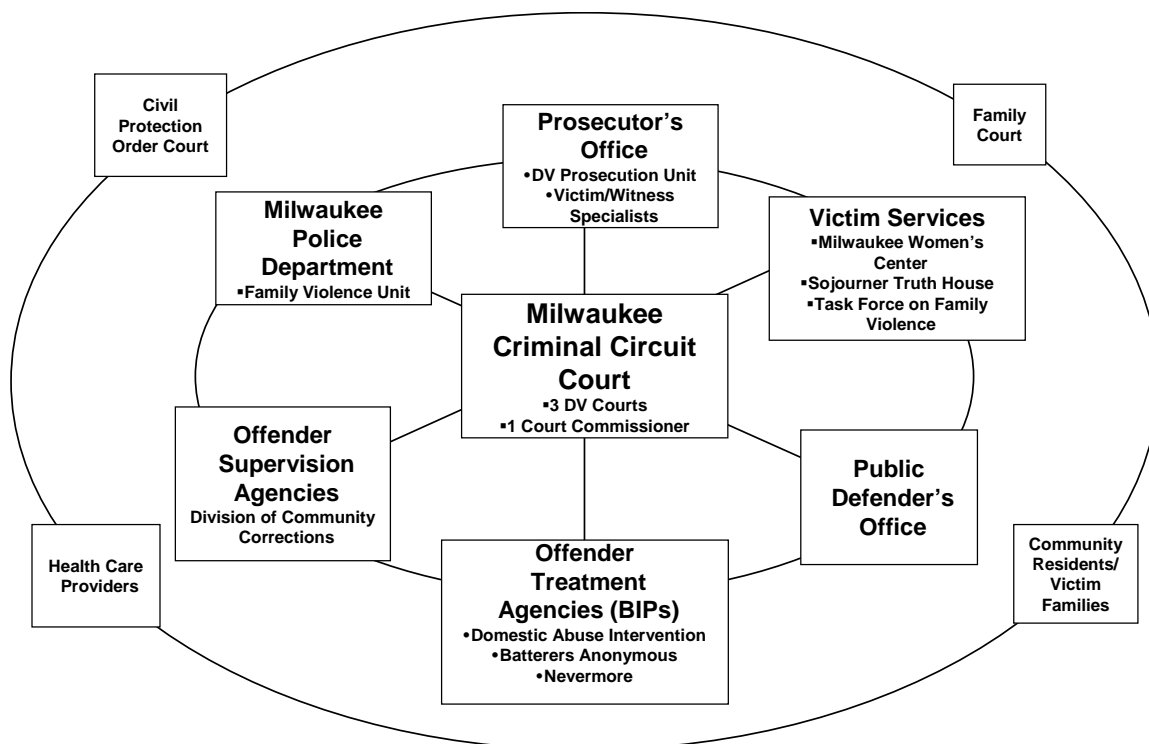 Civil
Protection
Order Court
Family
Court
Prosecutor’s
Office
•DV Prosecution Unit
•Victim/Witness
Specialists
Milwaukee
Police
Department
▪Family Violence Unit
Victim Services
▪Milwaukee Women’s
Center
▪Sojourner Truth House
▪Task Force on Family
Violence
Milwaukee
Criminal Circuit
Court
▪3 DV Courts
▪1 Court Commissioner
Offender
Supervision
Agencies
Division of Community
Corrections
Public
Defender’s
Office
Health Care
Providers
Offender
Treatment
Agencies (BIPs)
•Domestic Abuse Intervention
•Batterers Anonymous
•Nevermore
Community
Residents/
Victim
Families